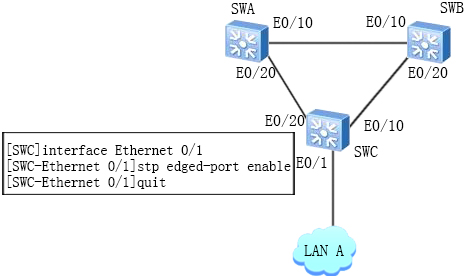 SWA
SWB
E0/10
E0/10
E0/20
E0/20
E0/20
E0/10
SWC
E0/1
[SWC]interface Ethernet 0/1
[SWC-Ethernet 0/1]stp edged-port enable
[SWC-Ethernet 0/1]quit
LAN A